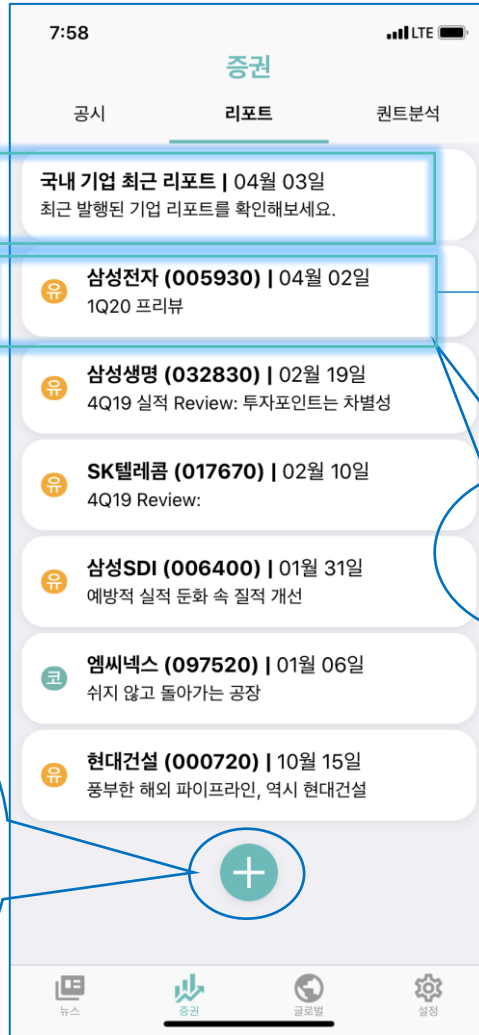 7:58
LTE
증권
공시 리포트 퀀트분석
국내 기업 최근 리포트 | 04월 03일
최근 발행된 기업 리포트를 확인해보세요.
유
삼성전자 (005930) | 04월 02일
1Q20 프리뷰
유
삼성생명 (032830) | 02월 19일
4Q19 실적 Review: 투자포인트는 차별성
유
SK텔레콤 (017670) | 02월 10일
4Q19 Review:
유
삼성SDI (006400) | 01월 31일
예방적 실적 둔화 속 질적 개선
코
엠씨넥스 (097520) | 01월 06일
쉬지 않고 돌아가는 공장
유
현대건설 (000720) | 10월 15일
풍부한 해외 파이프라인, 역시 현대건설
뉴스 증권 글로벌 설정